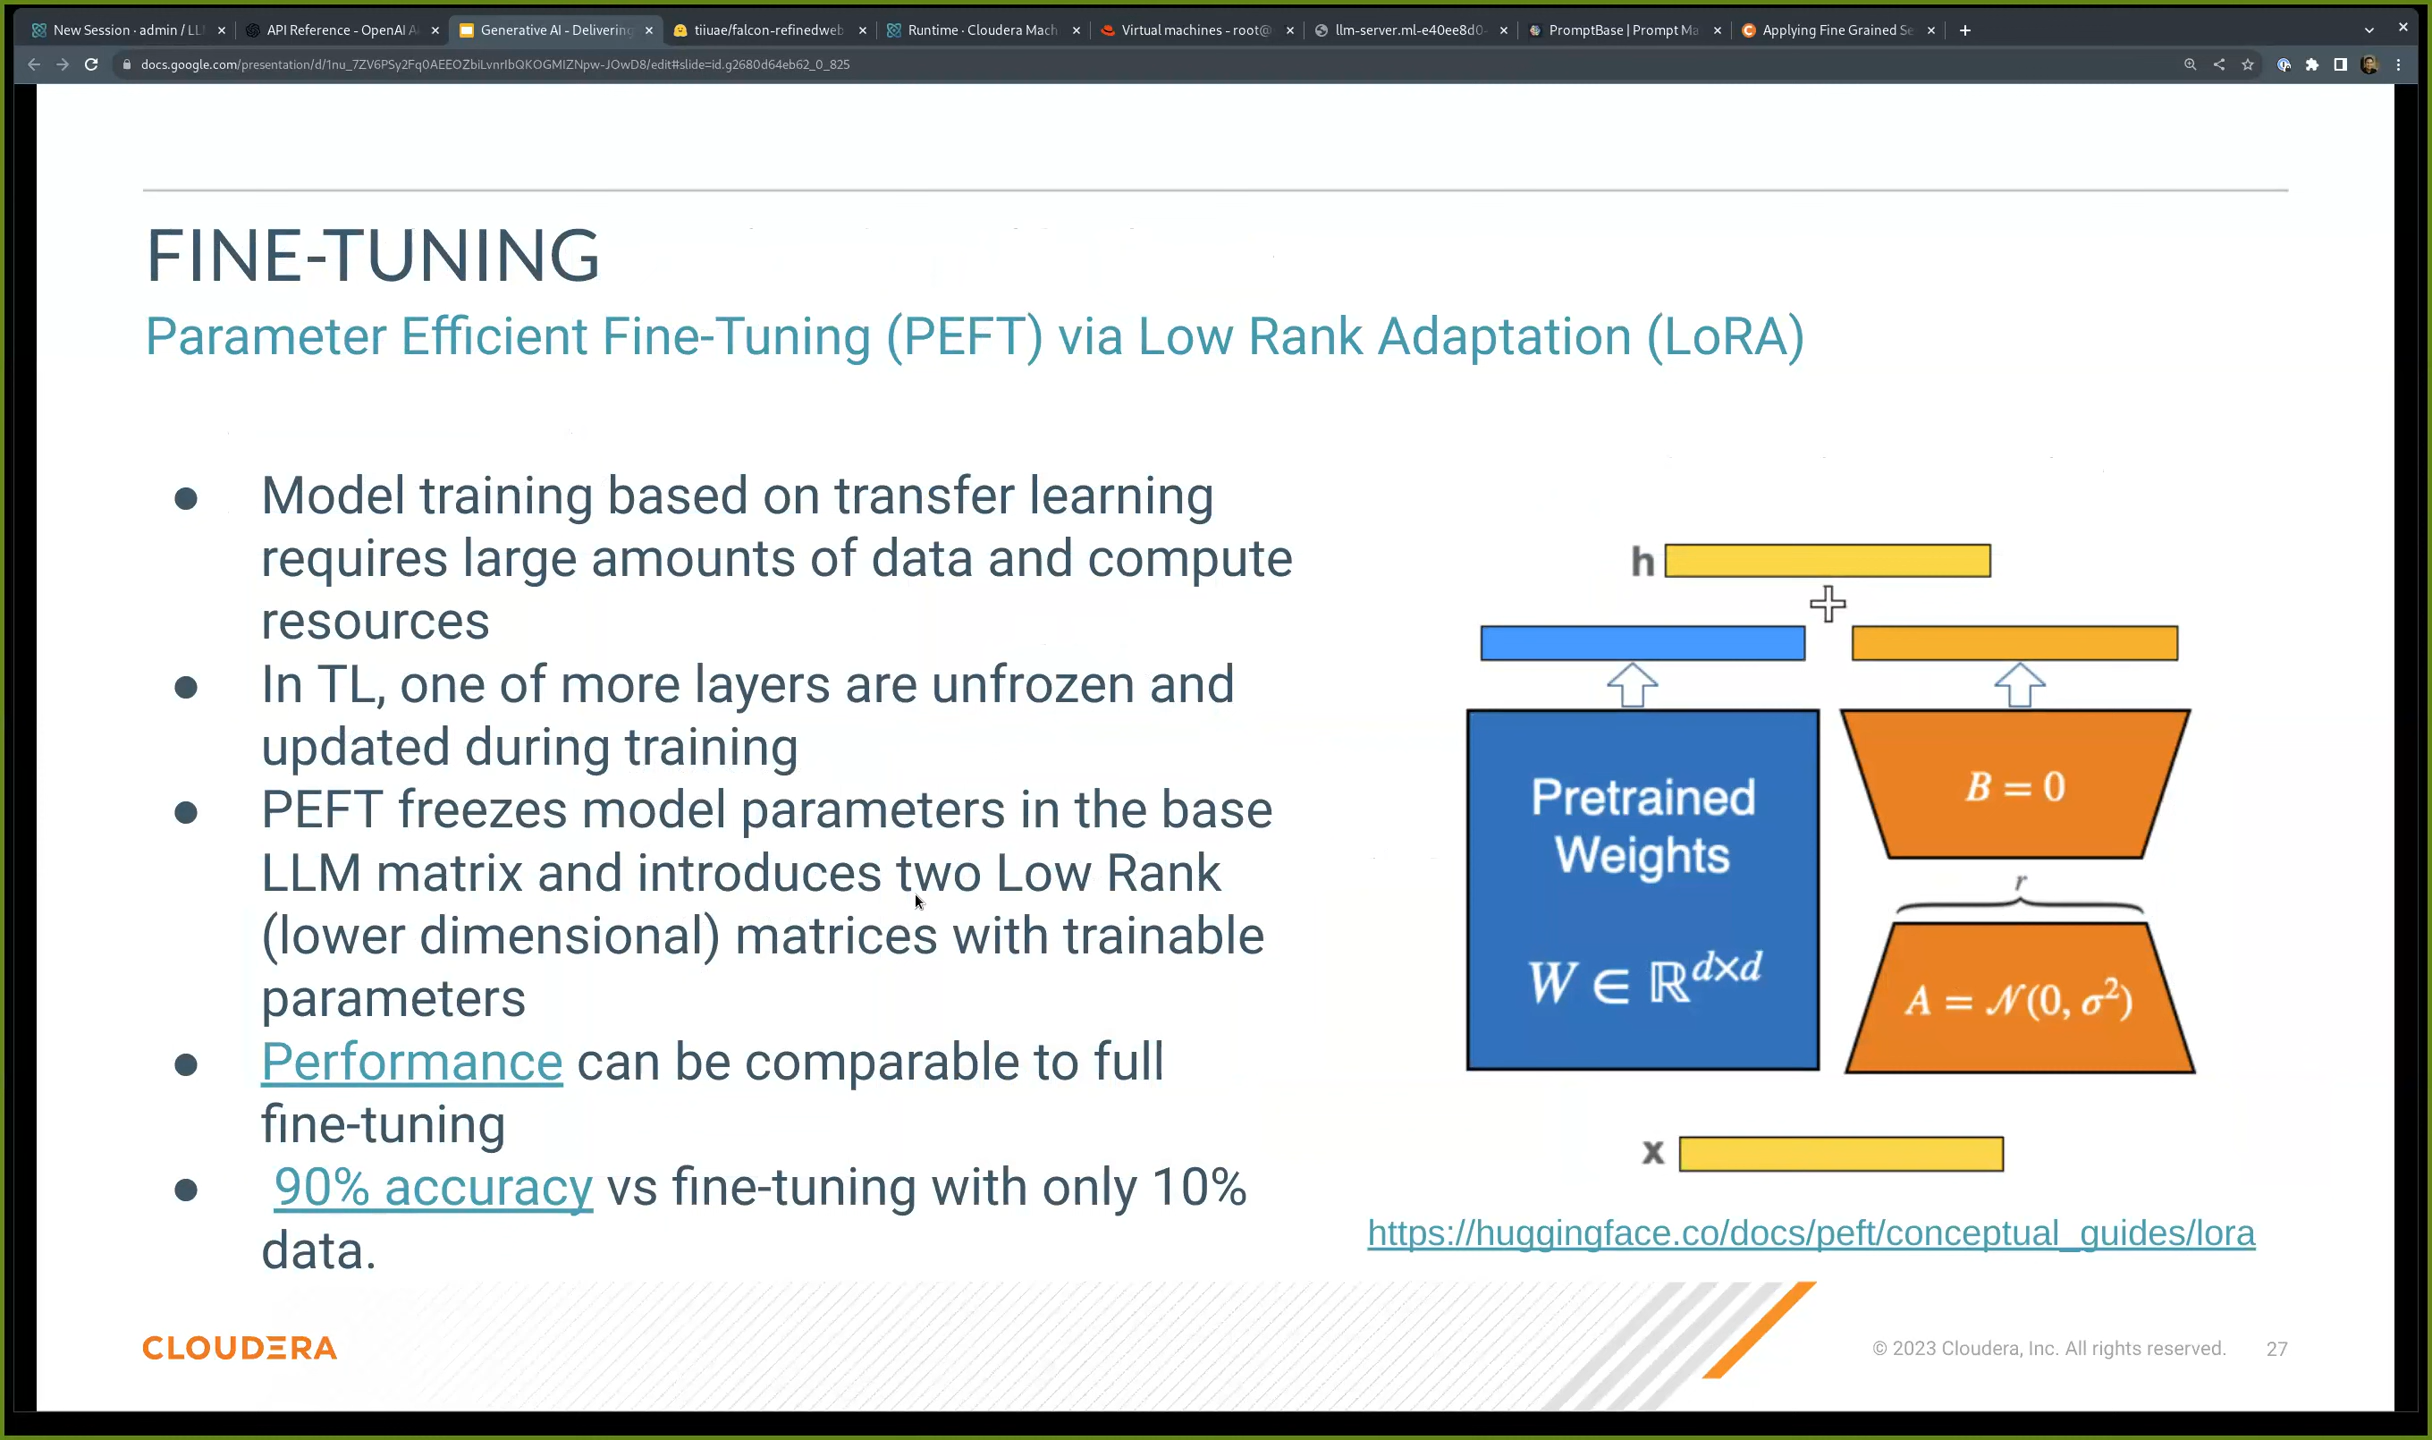 New Session · admin / LL
API Reference - OpenAI A
Generative AI - Delivering
tiiuae/falcon-refinedweb
Runtime · Cloudera Mach
Virtual machines - root@
llm-server.ml-e40ee8d0-
PromptBase | Prompt Ma
Applying Fine Grained Se
docs.google.com/presentation/d/1nu_7ZV6PSy2Fq0AEEOZbiLvnrIbQKOGMIZNpw-JOwD8/edit#slide=id.g2680d64eb62_0_825
FINE-TUNING
Parameter Efficient Fine-Tuning (PEFT) via Low Rank Adaptation (LoRA)
● Model training based on transfer learning
requires large amounts of data and compute
resources
● In TL, one of more layers are unfrozen and
updated during training
● PEFT freezes model parameters in the base
LLM matrix and introduces two Low Rank
(lower dimensional) matrices with trainable
parameters
● Performance can be comparable to full
fine-tuning
● 90% accuracy vs fine-tuning with only 10%
data.
h
Pretrained
Weights
W ∈ ℝ^{d×d}
B = 0
r
A = 𝒩(0, σ²)
x
https://huggingface.co/docs/peft/conceptual_guides/lora
CLOUDERA
© 2023 Cloudera, Inc. All rights reserved. 27